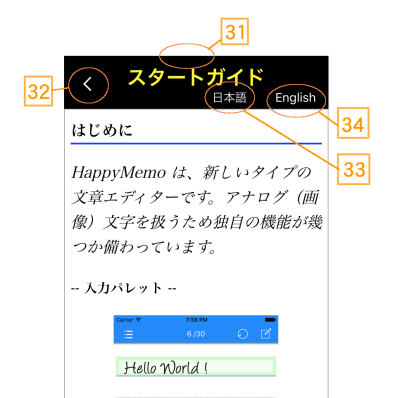 31
32
スタートガイド
日本語
English
34
33
はじめに
HappyMemo は、新しいタイプの
文章エディターです。アナログ（画
像）文字を扱うため独自の機能が幾
つか備わっています。
-- 入力パレット --
Carrier 7:58 PM
6 /30
Hello World !